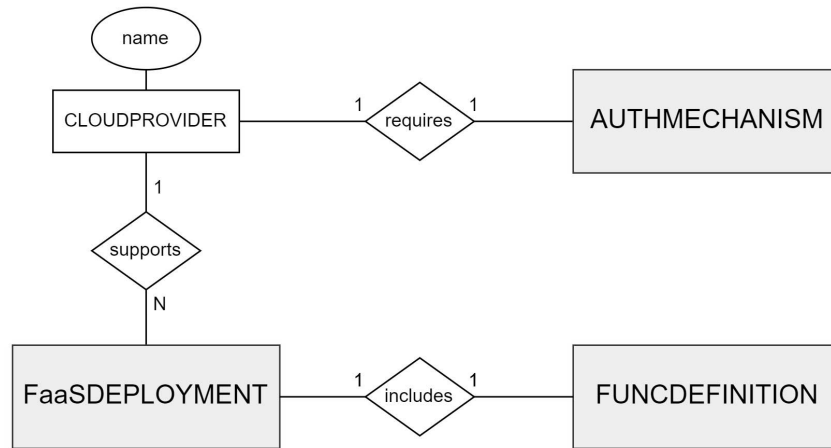 name
CLOUDPROVIDER
1
requires
1
AUTHMECHANISM
1
supports
N
FaaSDEPLOYMENT
1
includes
1
FUNCDEFINITION